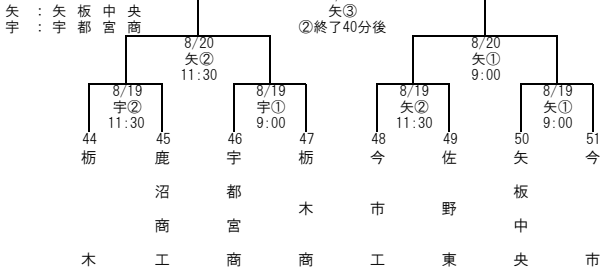 矢 : 矢 板 中 央
宇 : 宇 都 宮 商
矢③
②終了40分後
8/20
矢②
11:30
8/20
矢①
9:00
8/19
宇②
11:30
8/19
宇①
9:00
8/19
矢②
11:30
8/19
矢①
9:00
44 45 46 47 48 49 50 51
栃木
鹿沼商工
宇都宮商
栃木商
今市工
佐野東
矢板中央
今市